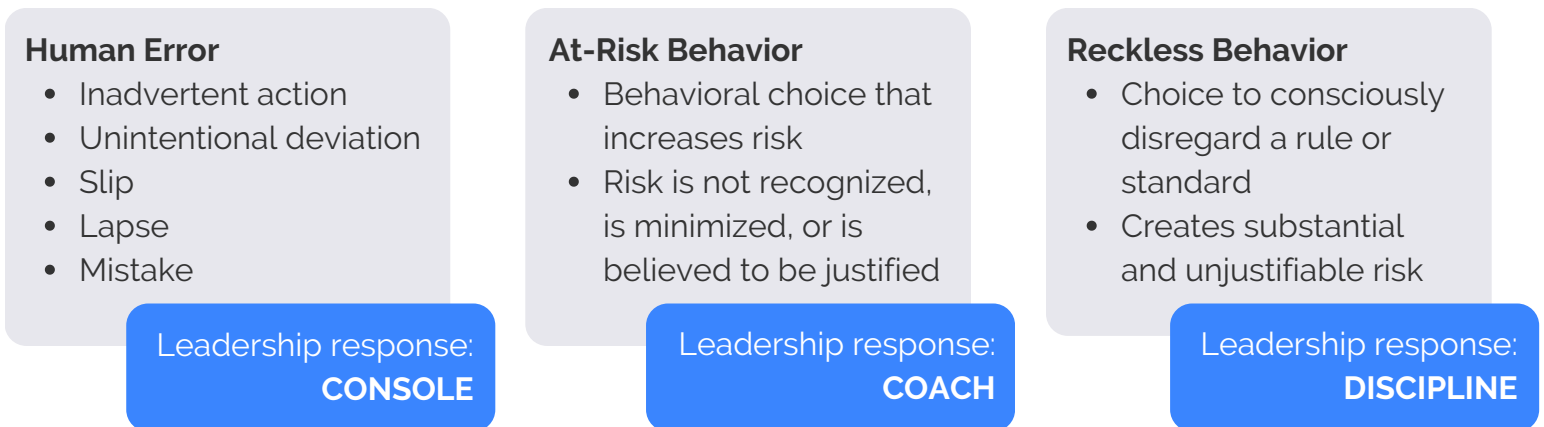 Human Error
• Inadvertent action
• Unintentional deviation
• Slip
• Lapse
• Mistake
Leadership response:
CONSOLE
At-Risk Behavior
• Behavioral choice that
increases risk
• Risk is not recognized,
is minimized, or is
believed to be justified
Leadership response:
COACH
Reckless Behavior
• Choice to consciously
disregard a rule or
standard
• Creates substantial
and unjustifiable risk
Leadership response:
DISCIPLINE